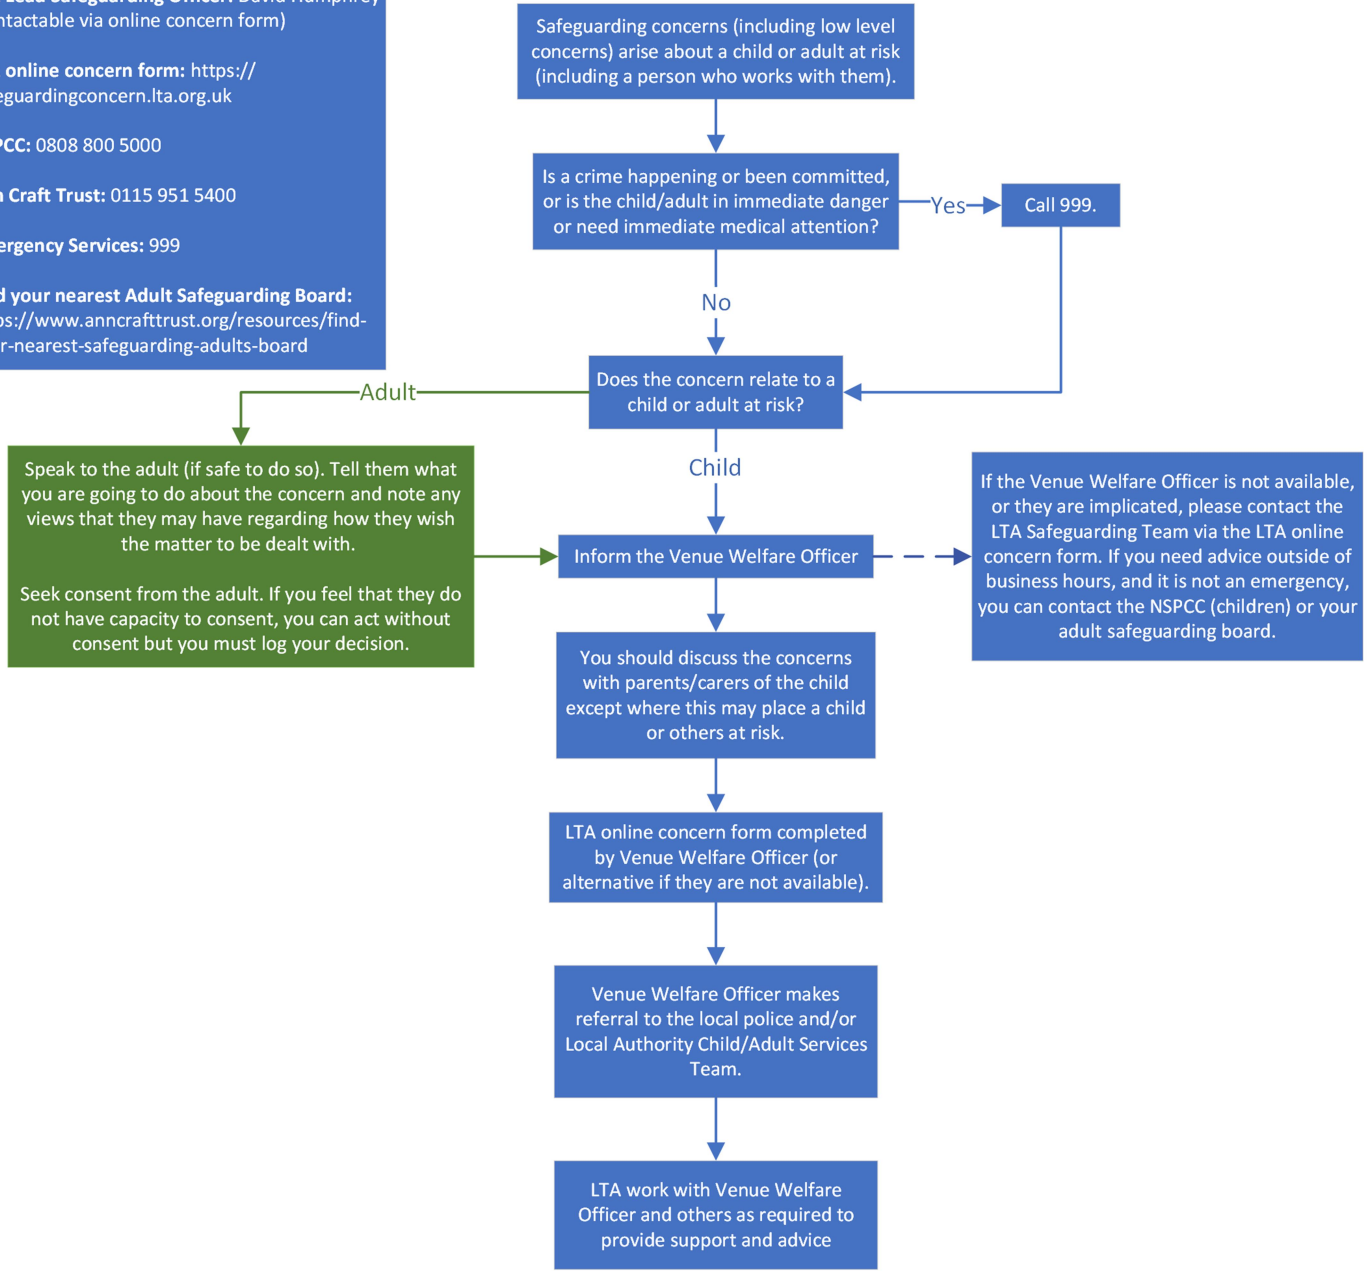 Lead Safeguarding Officer: David Humphrey
ntactable via online concern form)
online concern form: https://
eguardingconcern.lta.org.uk
PCC: 0808 800 5000
n Craft Trust: 0115 951 5400
ergency Services: 999
d your nearest Adult Safeguarding Board:
ps://www.anncrafttrust.org/resources/find-
r-nearest-safeguarding-adults-board
Safeguarding concerns (including low level
concerns) arise about a child or adult at risk
(including a person who works with them).
Is a crime happening or been committed,
or is the child/adult in immediate danger
or need immediate medical attention?
Yes
Call 999.
No
Does the concern relate to a
child or adult at risk?
Adult
Child
Speak to the adult (if safe to do so). Tell them what
you are going to do about the concern and note any
views that they may have regarding how they wish
the matter to be dealt with.
Seek consent from the adult. If you feel that they do
not have capacity to consent, you can act without
consent but you must log your decision.
Inform the Venue Welfare Officer
If the Venue Welfare Officer is not available,
or they are implicated, please contact the
LTA Safeguarding Team via the LTA online
concern form. If you need advice outside of
business hours, and it is not an emergency,
you can contact the NSPCC (children) or your
adult safeguarding board.
You should discuss the concerns
with parents/carers of the child
except where this may place a child
or others at risk.
LTA online concern form completed
by Venue Welfare Officer (or
alternative if they are not available).
Venue Welfare Officer makes
referral to the local police and/or
Local Authority Child/Adult Services
Team.
LTA work with Venue Welfare
Officer and others as required to
provide support and advice